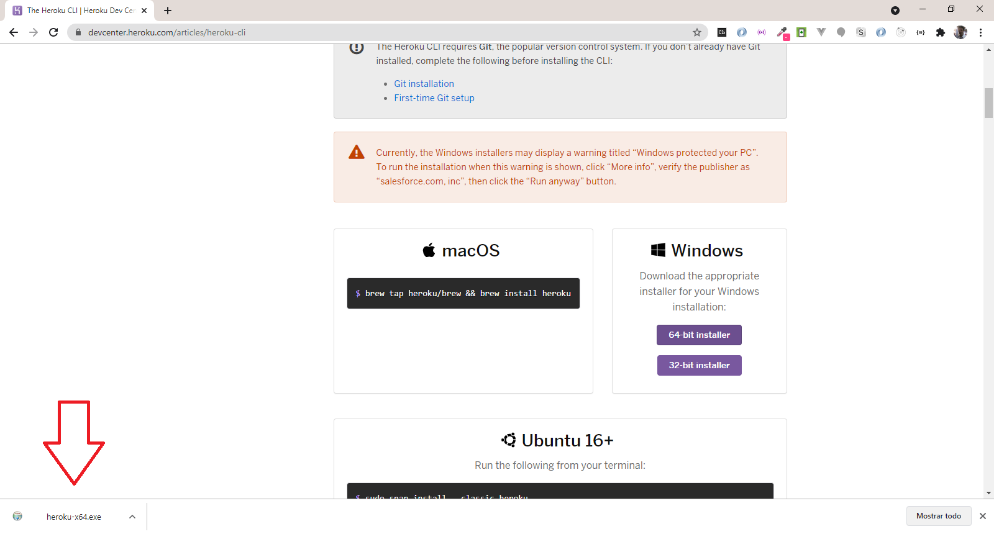 The Heroku CLI | Heroku Dev Cen
devcenter.heroku.com/articles/heroku-cli
The Heroku CLI requires Git, the popular version control system. If you don't already have Git
installed, complete the following before installing the CLI:
Git installation
First-time Git setup
Currently, the Windows installers may display a warning titled “Windows protected your PC”.
To run the installation when this warning is shown, click “More info”, verify the publisher as
“salesforce.com, inc”, then click the “Run anyway” button.
macOS
$ brew tap heroku/brew && brew install heroku
Windows
Download the appropriate
installer for your Windows
installation:
64-bit installer
32-bit installer
Ubuntu 16+
Run the following from your terminal:
$ sudo snap install --classic heroku
heroku-x64.exe
Mostrar todo